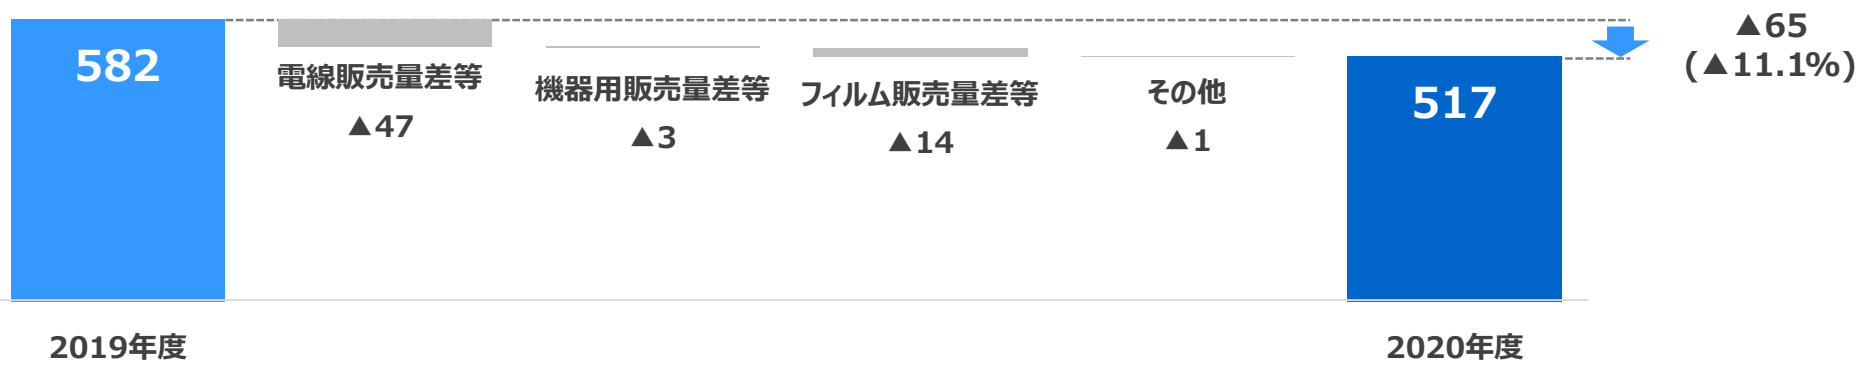 582
電線販売量差等
▲47
機器用販売量差等
▲3
フィルム販売量差等
▲14
その他
▲1
517
▲65
(▲11.1%)
2019年度
2020年度